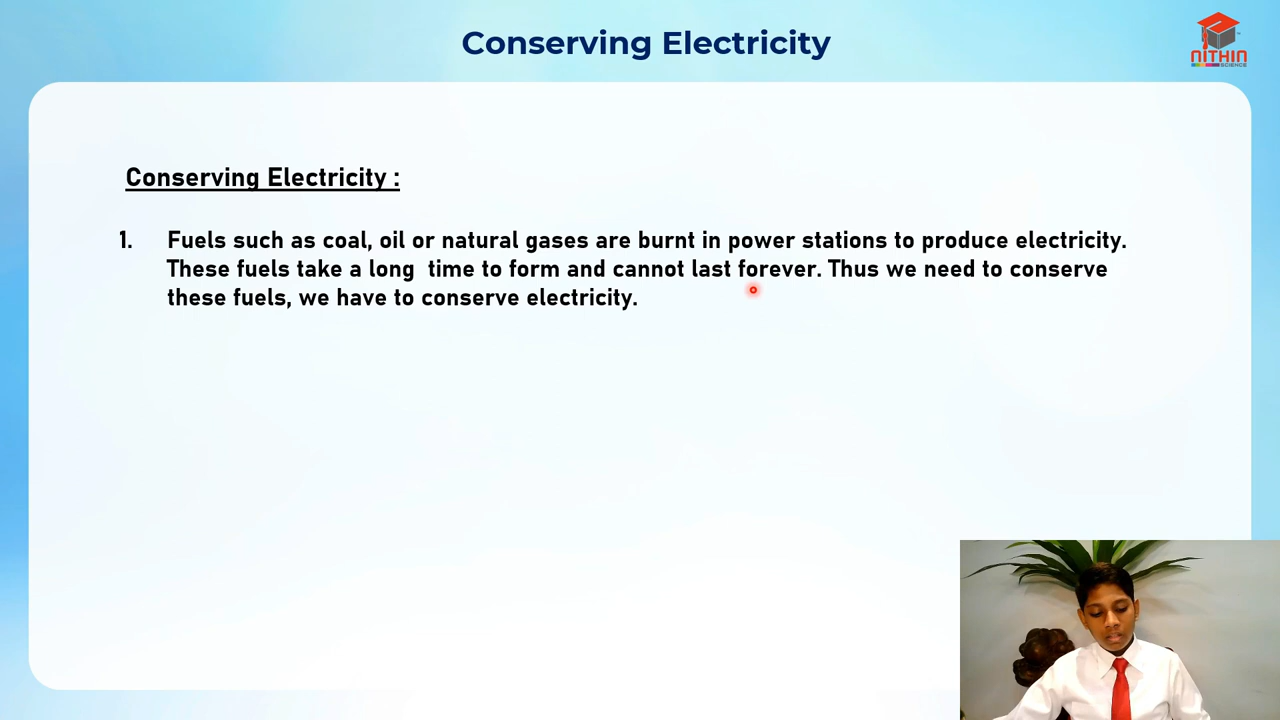 Conserving Electricity
NITHIN
SCIENCE
Conserving Electricity :
1. Fuels such as coal, oil or natural gases are burnt in power stations to produce electricity.
These fuels take a long  time to form and cannot last forever. Thus we need to conserve
these fuels, we have to conserve electricity.